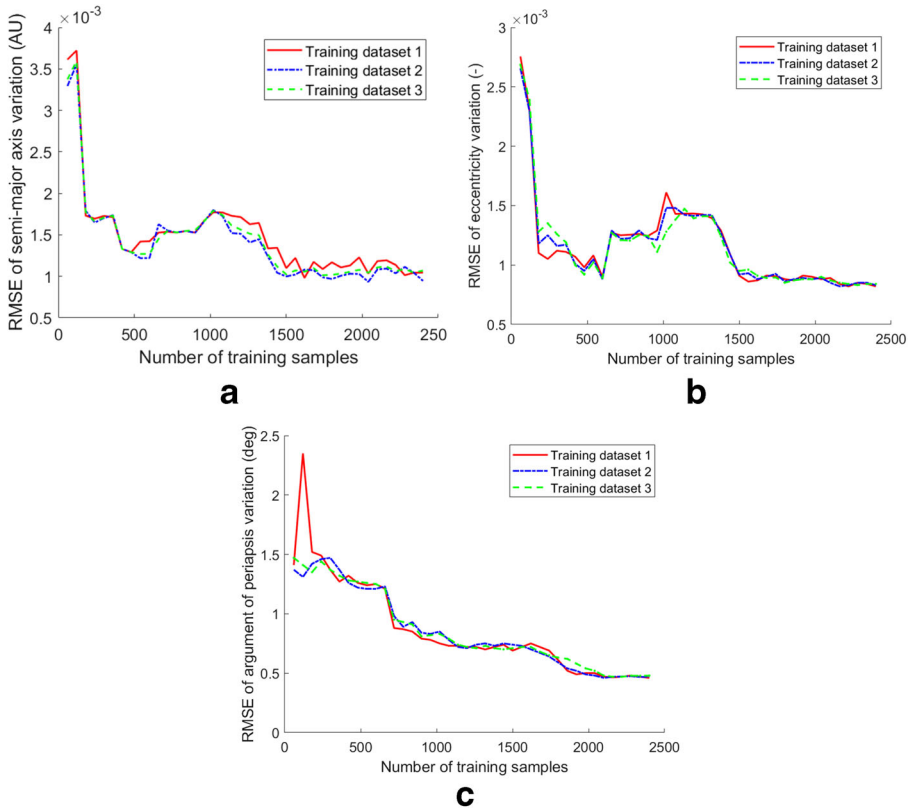 ×10⁻³
4
3.5
3
2.5
2
1.5
1
0.5
RMSE of semi-major axis variation (AU)
Training dataset 1
Training dataset 2
Training dataset 3
0 500 1000 1500 2000 250
Number of training samples
a
×10⁻³
3
2.5
2
1.5
1
0.5
RMSE of eccentricity variation (-)
Training dataset 1
Training dataset 2
Training dataset 3
0 500 1000 1500 2000 2500
Number of training samples
b
2.5
2
1.5
1
0.5
0
RMSE of argument of periapsis variation (deg)
Training dataset 1
Training dataset 2
Training dataset 3
0 500 1000 1500 2000 2500
Number of training samples
c